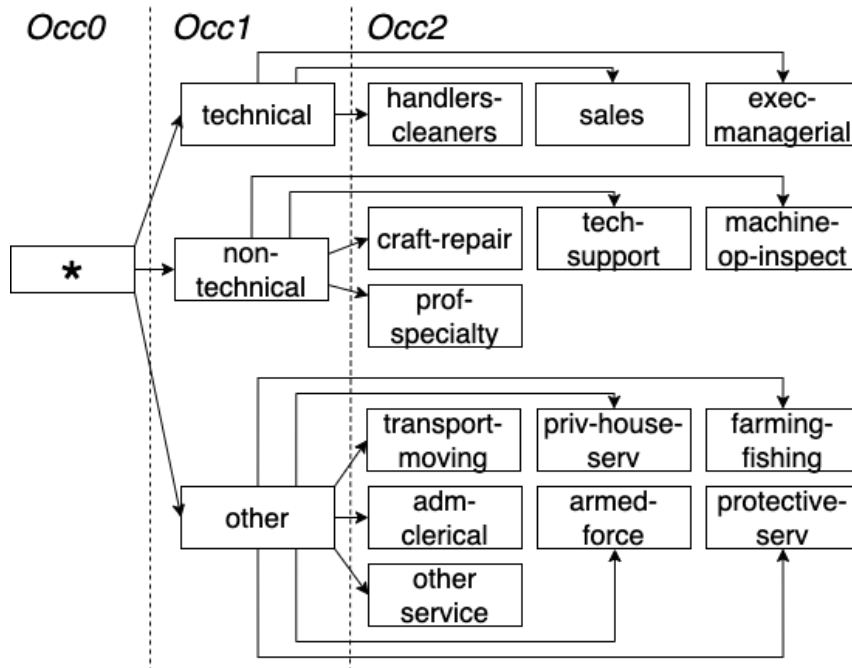 Occ0
Occ1
Occ2
technical
handlers-
cleaners
sales
exec-
managerial
*
non-
technical
craft-repair
tech-
support
machine-
op-inspect
prof-
specialty
other
transport-
moving
priv-house-
serv
farming-
fishing
adm-
clerical
armed-
force
protective-
serv
other
service